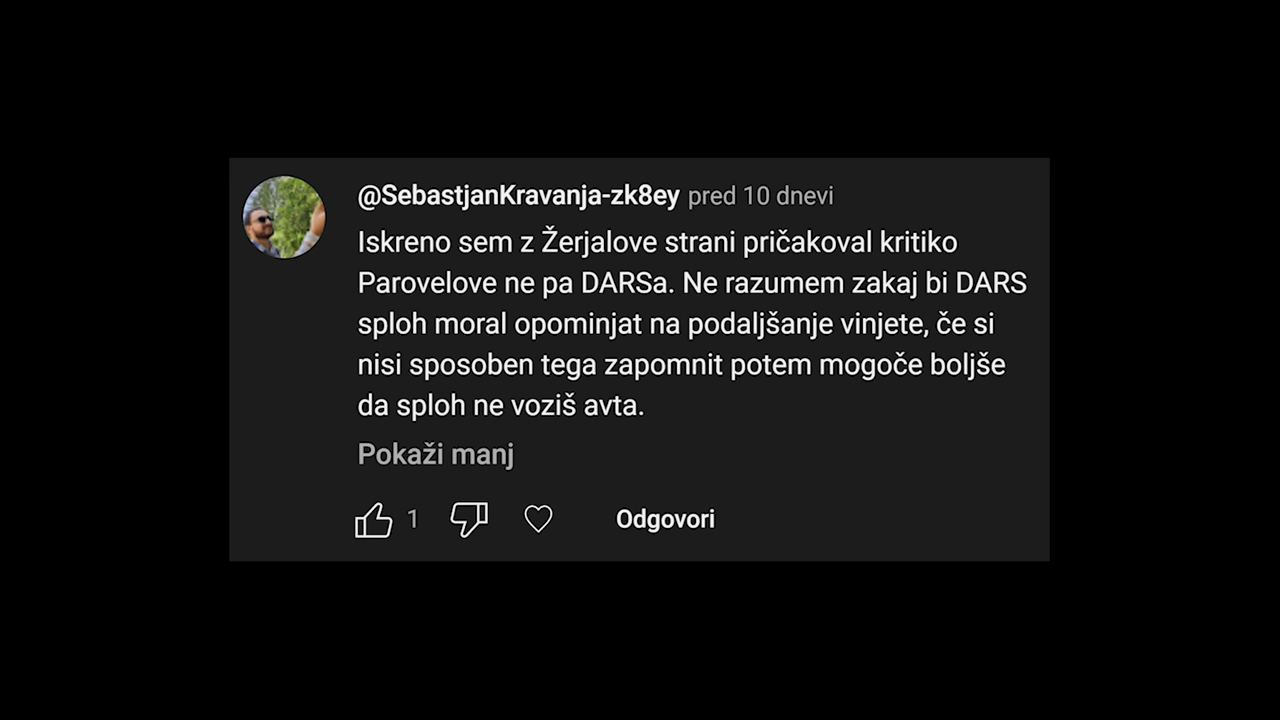 @SebastjanKravanja-zk8ey pred 10 dnevi
Iskreno sem z Žerjalove strani pričakoval kritiko
Parovelove ne pa DARSa. Ne razumem zakaj bi DARS
sploh moral opominjat na podaljšanje vinjete, če si
nisi sposoben tega zapomnit potem mogoče boljše
da sploh ne voziš avta.
Pokaži manj
1 Odgovori